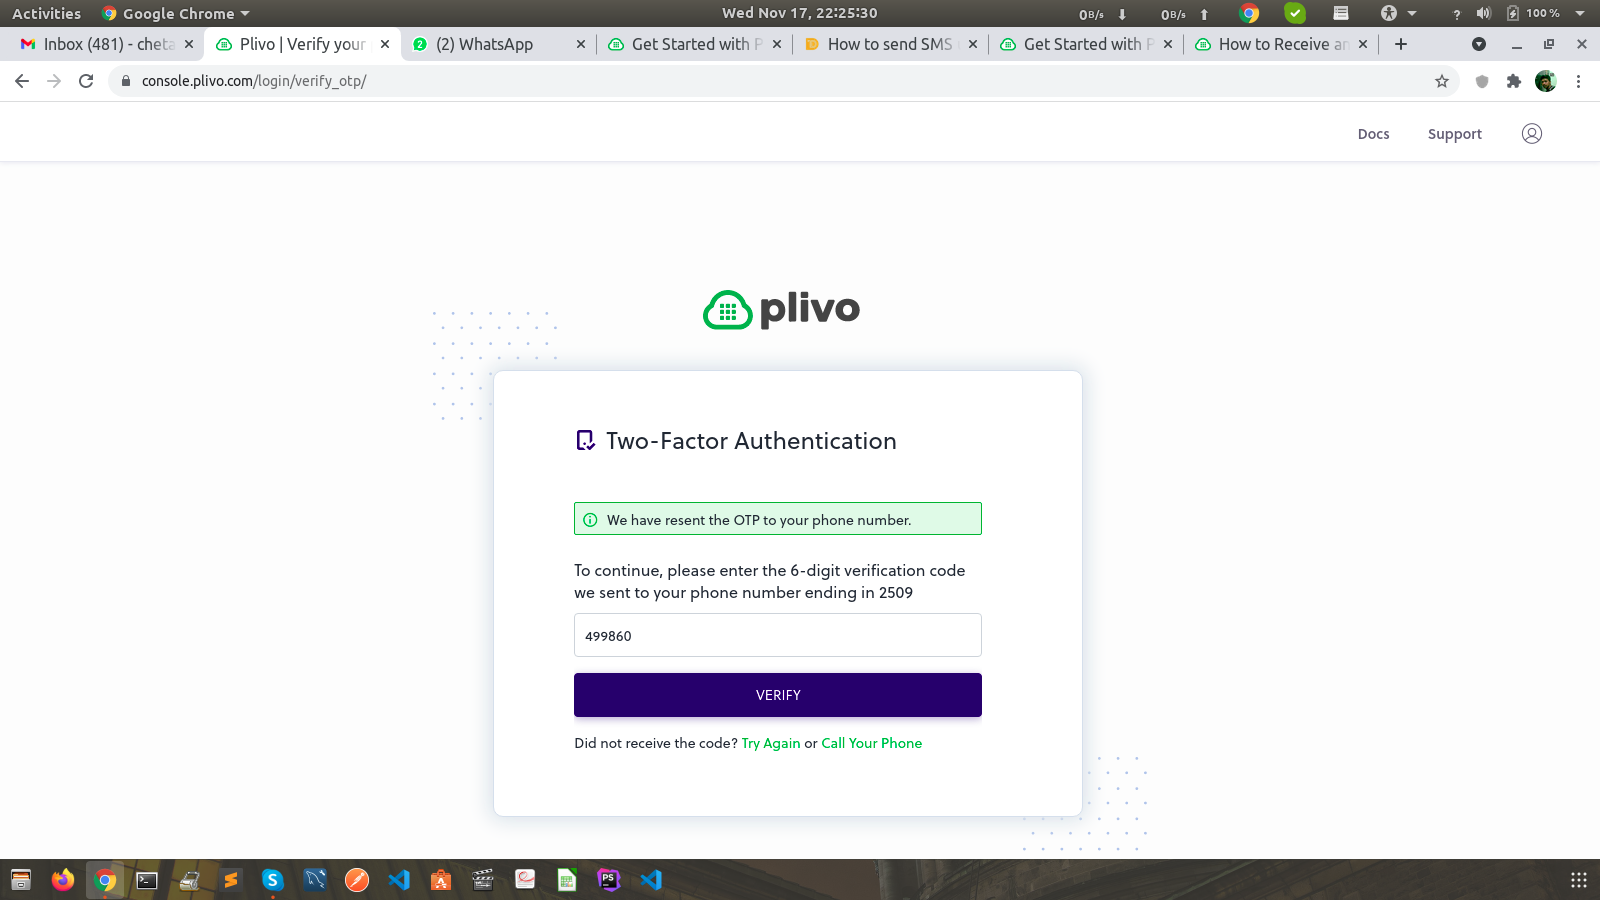 Activities Google Chrome Wed Nov 17, 22:25:30 0B/s 0B/s ? 100 %
Inbox (481) - cheta Plivo | Verify your (2) WhatsApp Get Started with P How to send SMS Get Started with P How to Receive an
console.plivo.com/login/verify_otp/
Docs Support
plivo
Two-Factor Authentication
We have resent the OTP to your phone number.
To continue, please enter the 6-digit verification code
we sent to your phone number ending in 2509
499860
VERIFY
Did not receive the code? Try Again or Call Your Phone